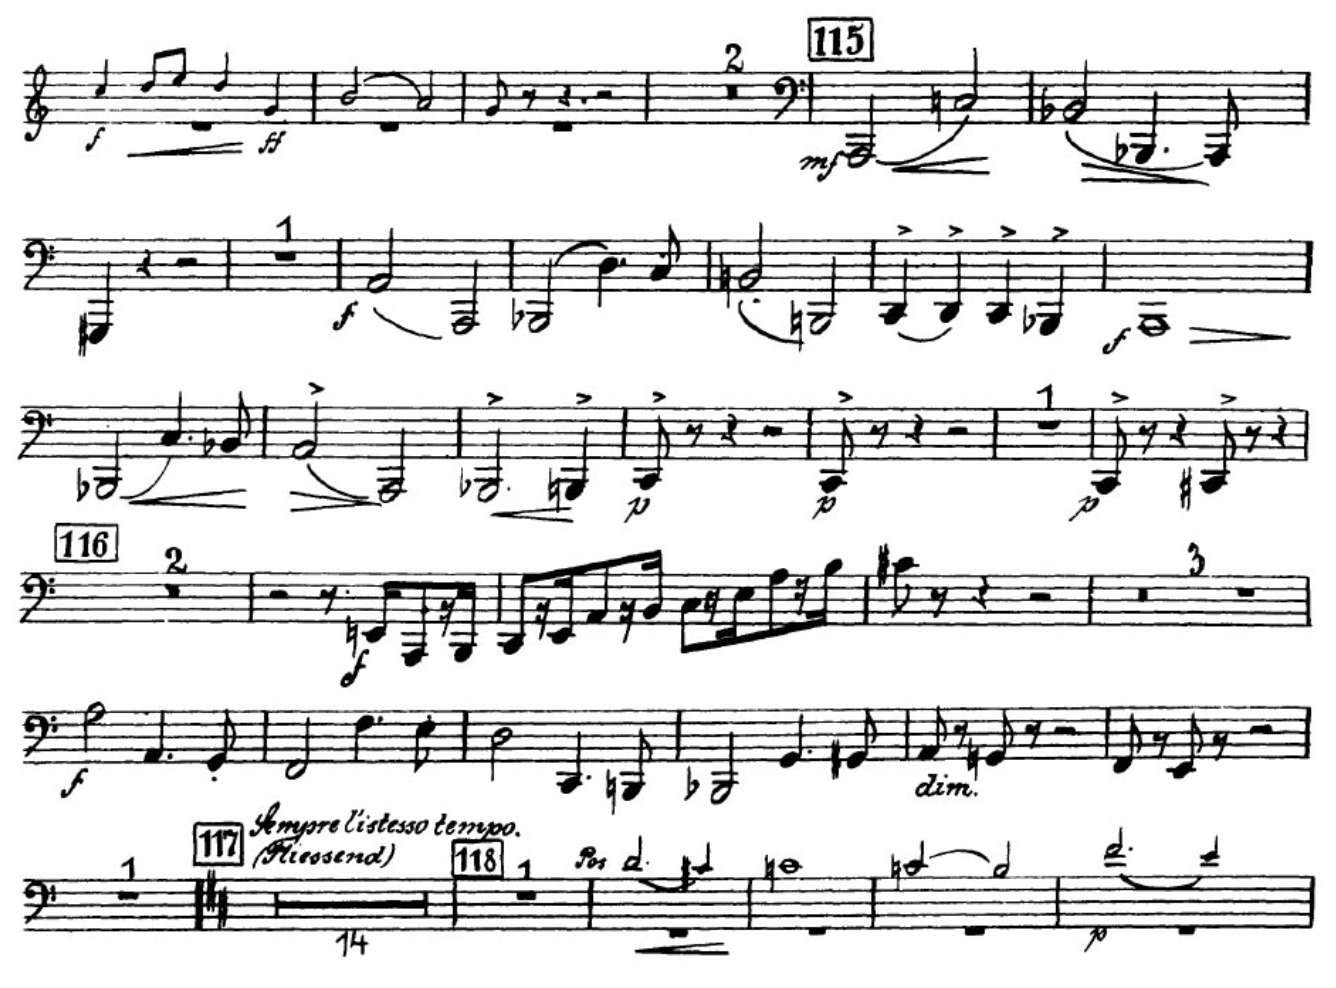 115
2
f ff mf
1
f f
1
p p p
116
2 3
f
f dim.
117 Sempre l'istesso tempo.
(Fliessend)
1 118 1 Pos
14 p